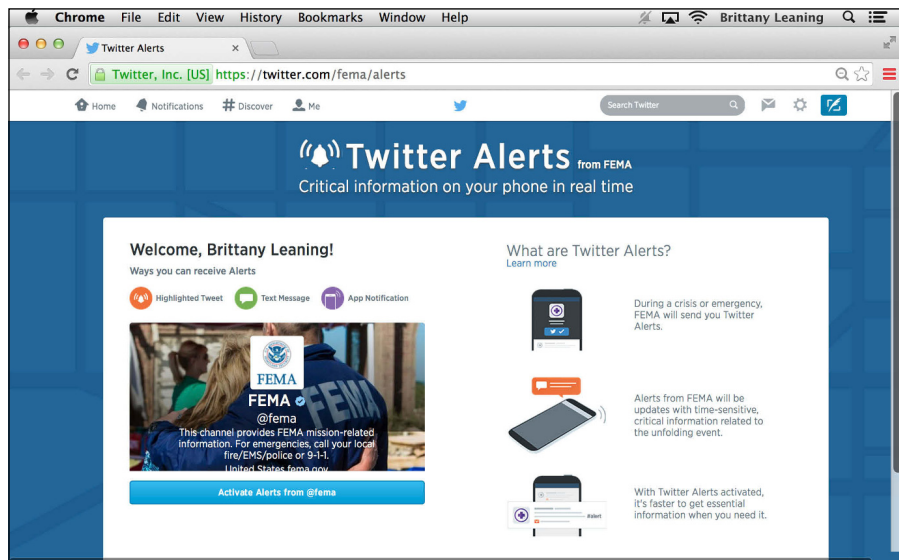 Chrome File Edit View History Bookmarks Window Help Brittany Leaning
Twitter Alerts
Twitter, Inc. [US] https://twitter.com/fema/alerts
Home Notifications # Discover Me Search Twitter
Twitter Alerts from FEMA
Critical information on your phone in real time
Welcome, Brittany Leaning!
Ways you can receive Alerts
Highlighted Tweet Text Message App Notification
FEMA
FEMA
FEMA
@fema
This channel provides FEMA mission-related
information. For emergencies, call your local
fire/EMS/police or 9-1-1.
United States fema.gov
Activate Alerts from @fema
What are Twitter Alerts?
Learn more
During a crisis or emergency,
FEMA will send you Twitter
Alerts.
Alerts from FEMA will be
updates with time-sensitive,
critical information related to
the unfolding event.
#alert
With Twitter Alerts activated,
it's faster to get essential
information when you need it.